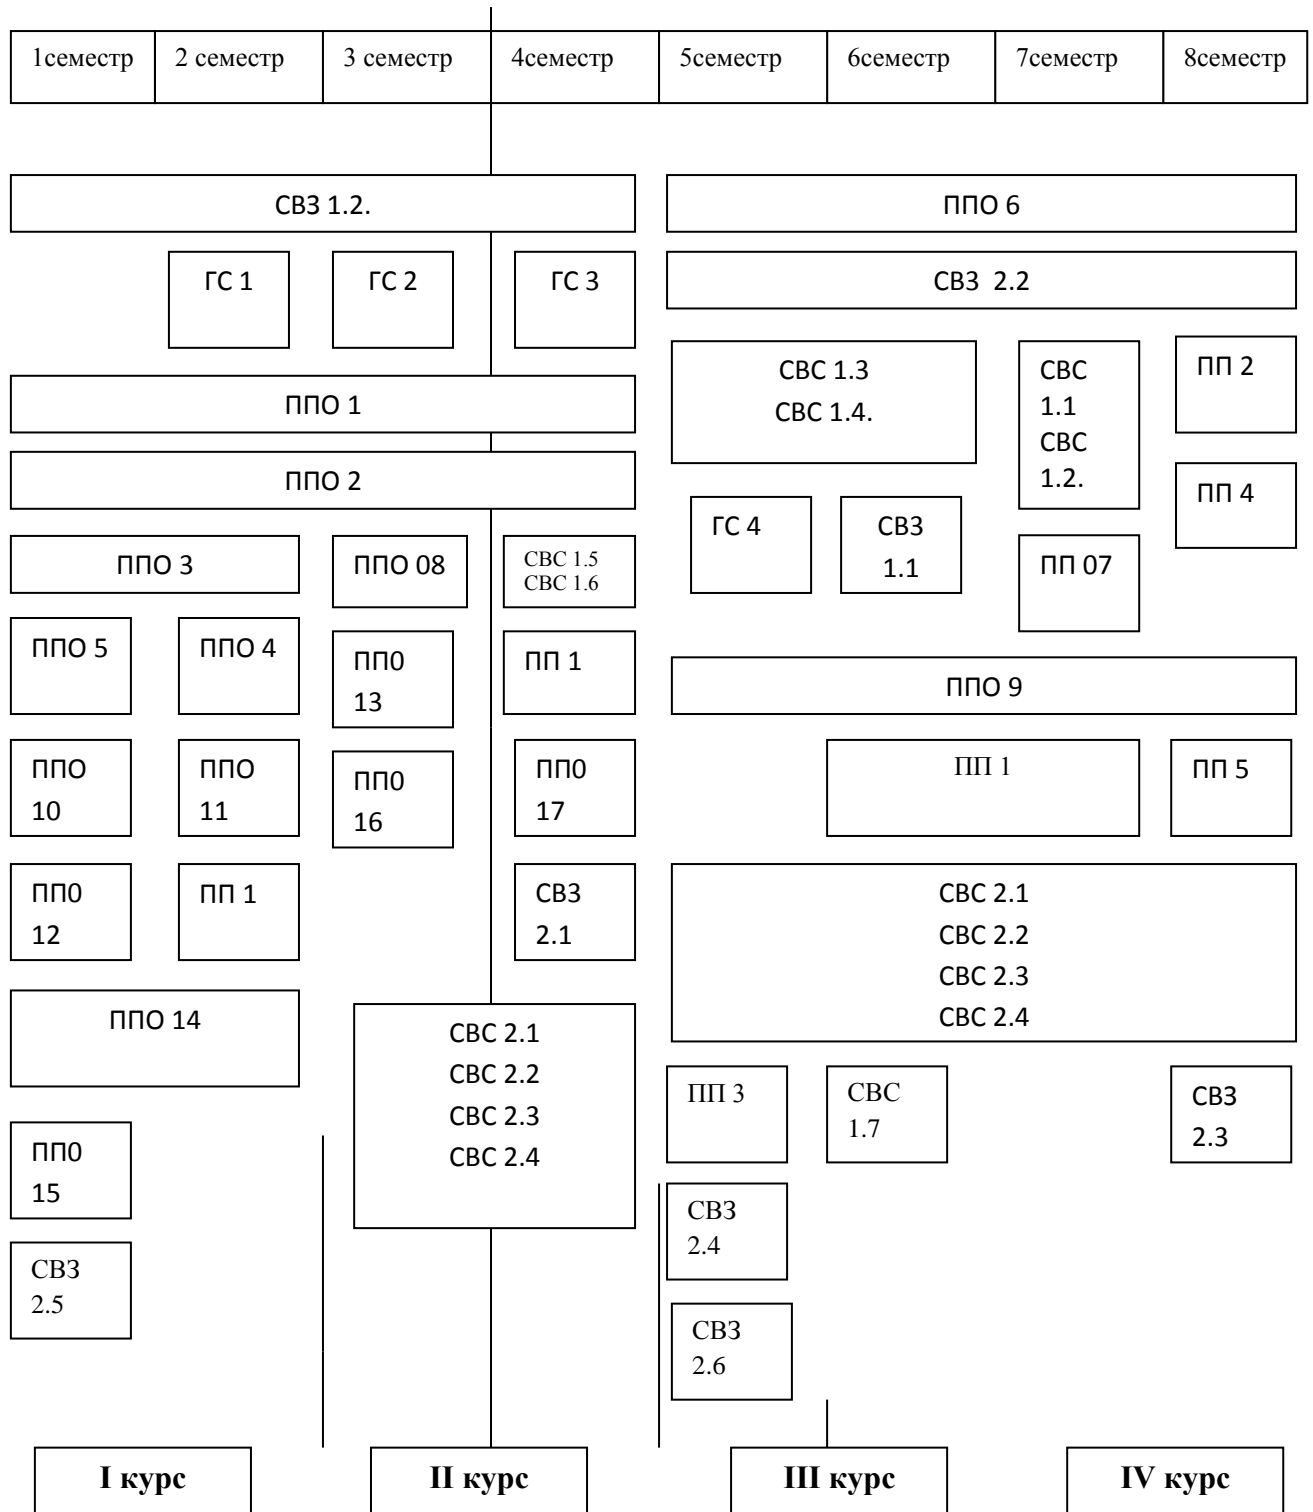 1семестр 2 семестр 3 семестр 4семестр 5семестр 6семестр 7семестр 8семестр
СВЗ 1.2. ППО 6
ГС 1 ГС 2 ГС 3 СВЗ 2.2
СВС 1.3
СВС 1.4.
СВС
1.1
СВС
1.2.
ПП 2
ППО 1
ППО 2
ПП 4
ГС 4
СВЗ
1.1
ППО 3 ППО 08
СВС 1.5
СВС 1.6
ПП 07
ППО 5 ППО 4
ПП0
13
ПП 1
ППО 9
ППО
10
ППО
11
ПП0
16
ПП0
17
ПП 1
ПП 5
ПП0
12
ПП 1
СВЗ
2.1
СВС 2.1
СВС 2.2
СВС 2.3
СВС 2.4
ППО 14
СВС 2.1
СВС 2.2
СВС 2.3
СВС 2.4
ПП 3
СВС
1.7
СВЗ
2.3
ПП0
15
СВЗ
2.4
СВЗ
2.5
СВЗ
2.6
I курс II курс III курс IV курс